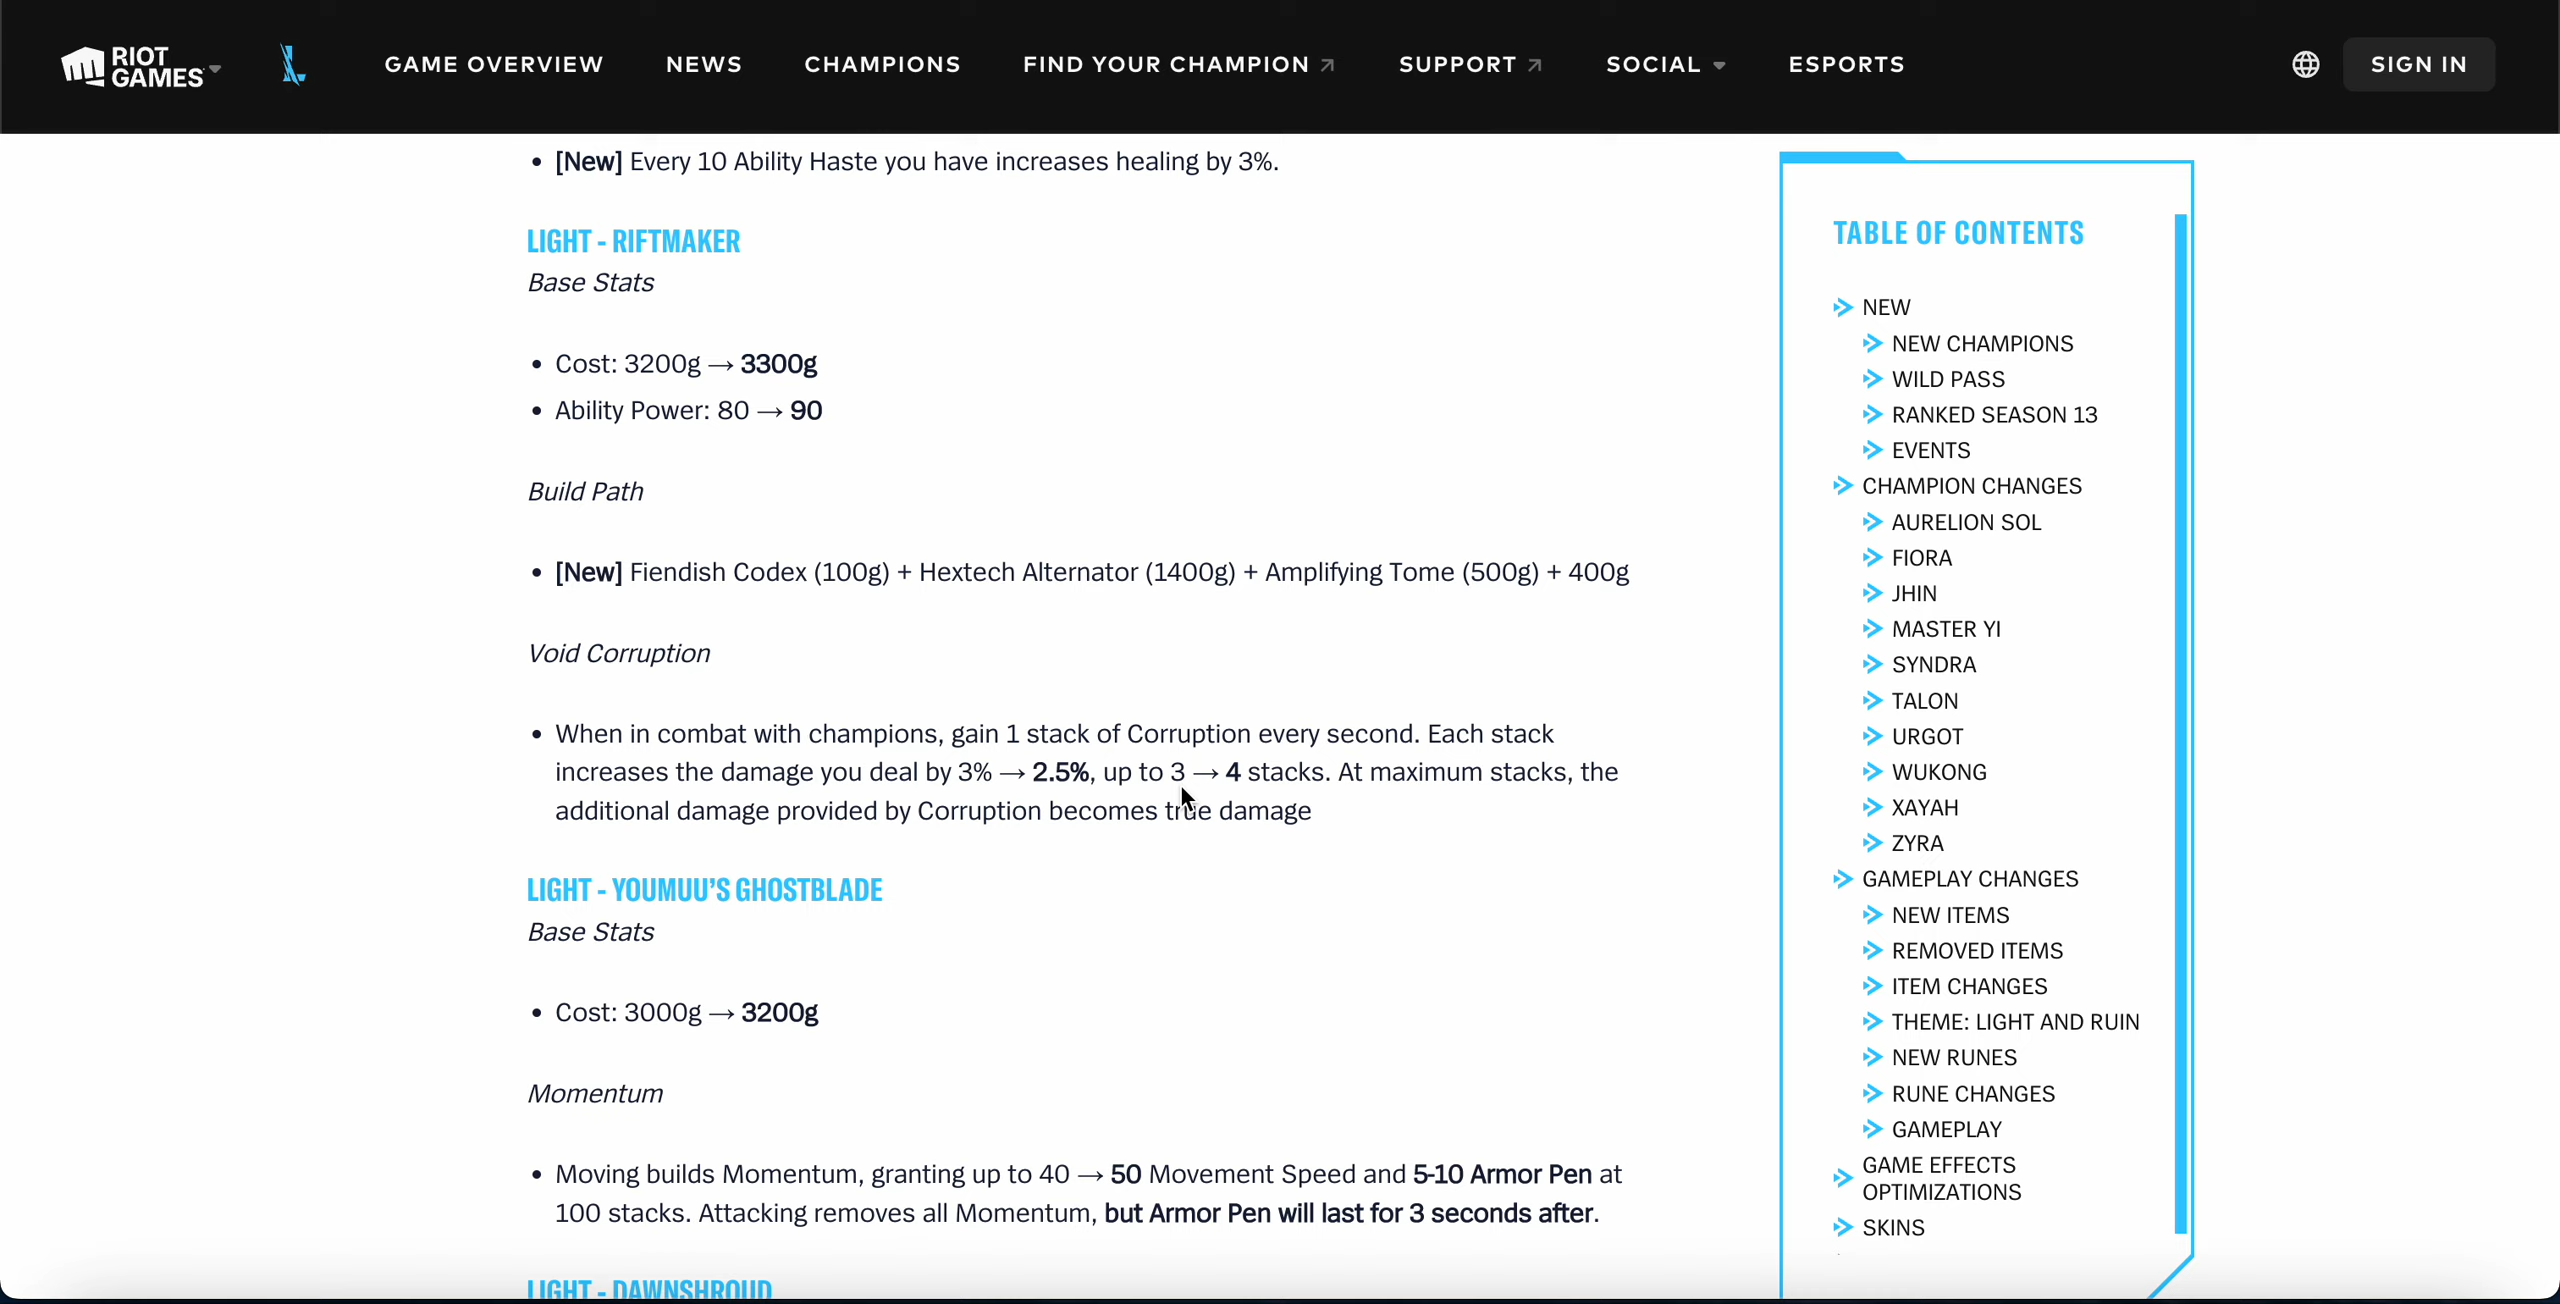 RIOT GAMES
GAME OVERVIEW
NEWS
CHAMPIONS
FIND YOUR CHAMPION
SUPPORT
SOCIAL
ESPORTS
SIGN IN
• [New] Every 10 Ability Haste you have increases healing by 3%.
LIGHT - RIFTMAKER
Base Stats
• Cost: 3200g → 3300g
• Ability Power: 80 → 90
Build Path
• [New] Fiendish Codex (100g) + Hextech Alternator (1400g) + Amplifying Tome (500g) + 400g
Void Corruption
• When in combat with champions, gain 1 stack of Corruption every second. Each stack
increases the damage you deal by 3% → 2.5%, up to 3 → 4 stacks. At maximum stacks, the
additional damage provided by Corruption becomes true damage
LIGHT - YOUMUU’S GHOSTBLADE
Base Stats
• Cost: 3000g → 3200g
Momentum
• Moving builds Momentum, granting up to 40 → 50 Movement Speed and 5-10 Armor Pen at
100 stacks. Attacking removes all Momentum, but Armor Pen will last for 3 seconds after.
LIGHT - DAWNSHROUD
TABLE OF CONTENTS
NEW
NEW CHAMPIONS
WILD PASS
RANKED SEASON 13
EVENTS
CHAMPION CHANGES
AURELION SOL
FIORA
JHIN
MASTER YI
SYNDRA
TALON
URGOT
WUKONG
XAYAH
ZYRA
GAMEPLAY CHANGES
NEW ITEMS
REMOVED ITEMS
ITEM CHANGES
THEME: LIGHT AND RUIN
NEW RUNES
RUNE CHANGES
GAMEPLAY
GAME EFFECTS
OPTIMIZATIONS
SKINS